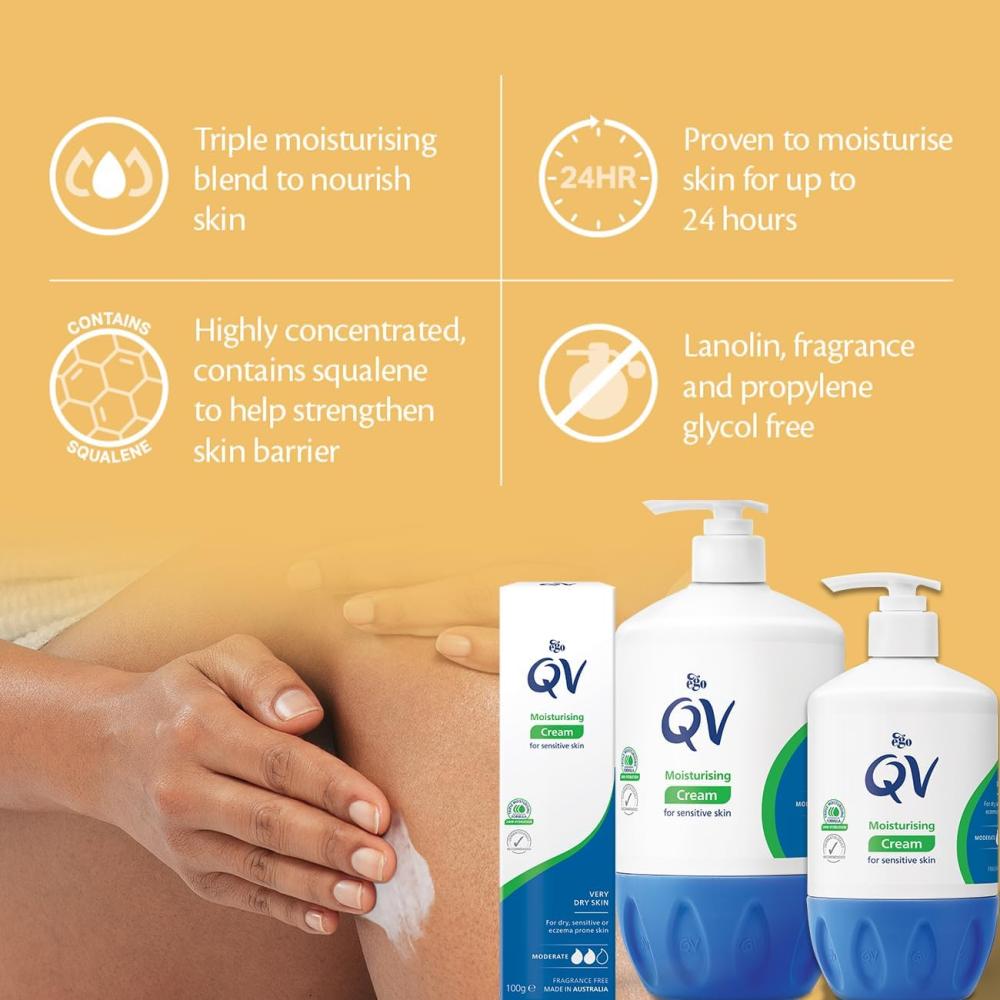 Triple moisturising
blend to nourish
skin
24HR
Proven to moisturise
skin for up to
24 hours
CONTAINS
SQUALENE
Highly concentrated,
contains squalene
to help strengthen
skin barrier
Lanolin, fragrance
and propylene
glycol free
QV
ego
QV
Moisturising
Cream
for sensitive skin
VERY
DRY SKIN
For dry, sensitive or
eczema prone skin
MODERATE
FRAGRANCE FREE
100g e MADE IN AUSTRALIA
ego
QV
Moisturising
Cream
for sensitive skin
ego
QV
Moisturising
Cream
for sensitive skin
MODERATE